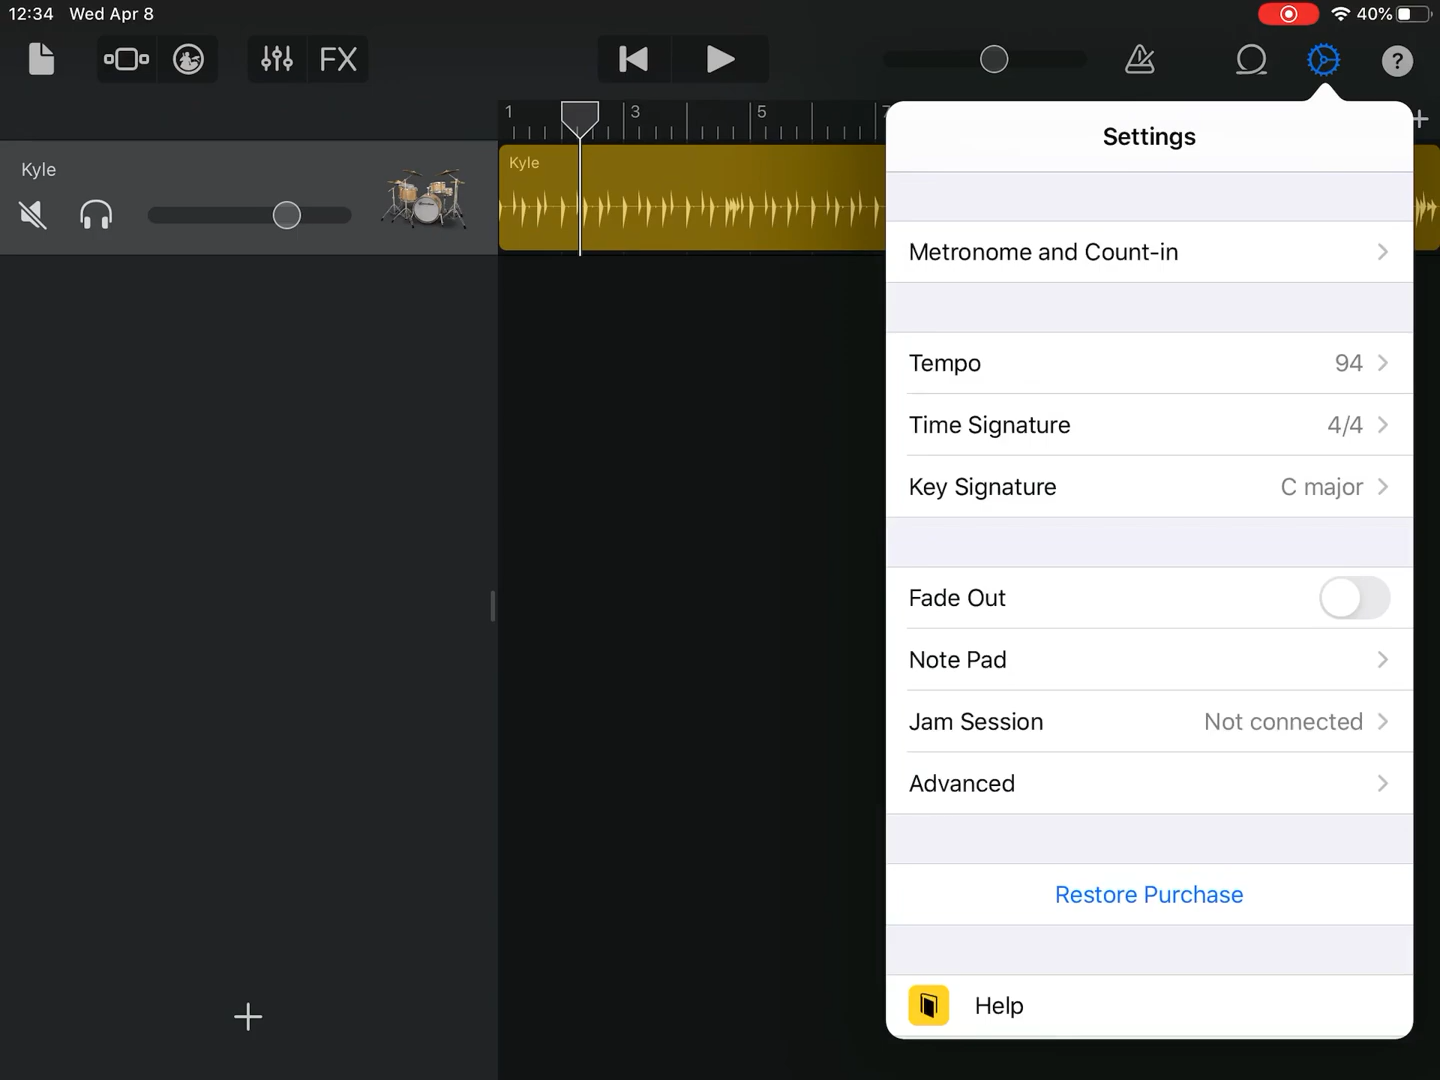 12:34 Wed Apr 8
40%
FX
?
1
3
5
Settings
Kyle
Kyle
Metronome and Count-in
Tempo 94
Time Signature 4/4
Key Signature C major
Fade Out
Note Pad
Jam Session Not connected
Advanced
Restore Purchase
Help